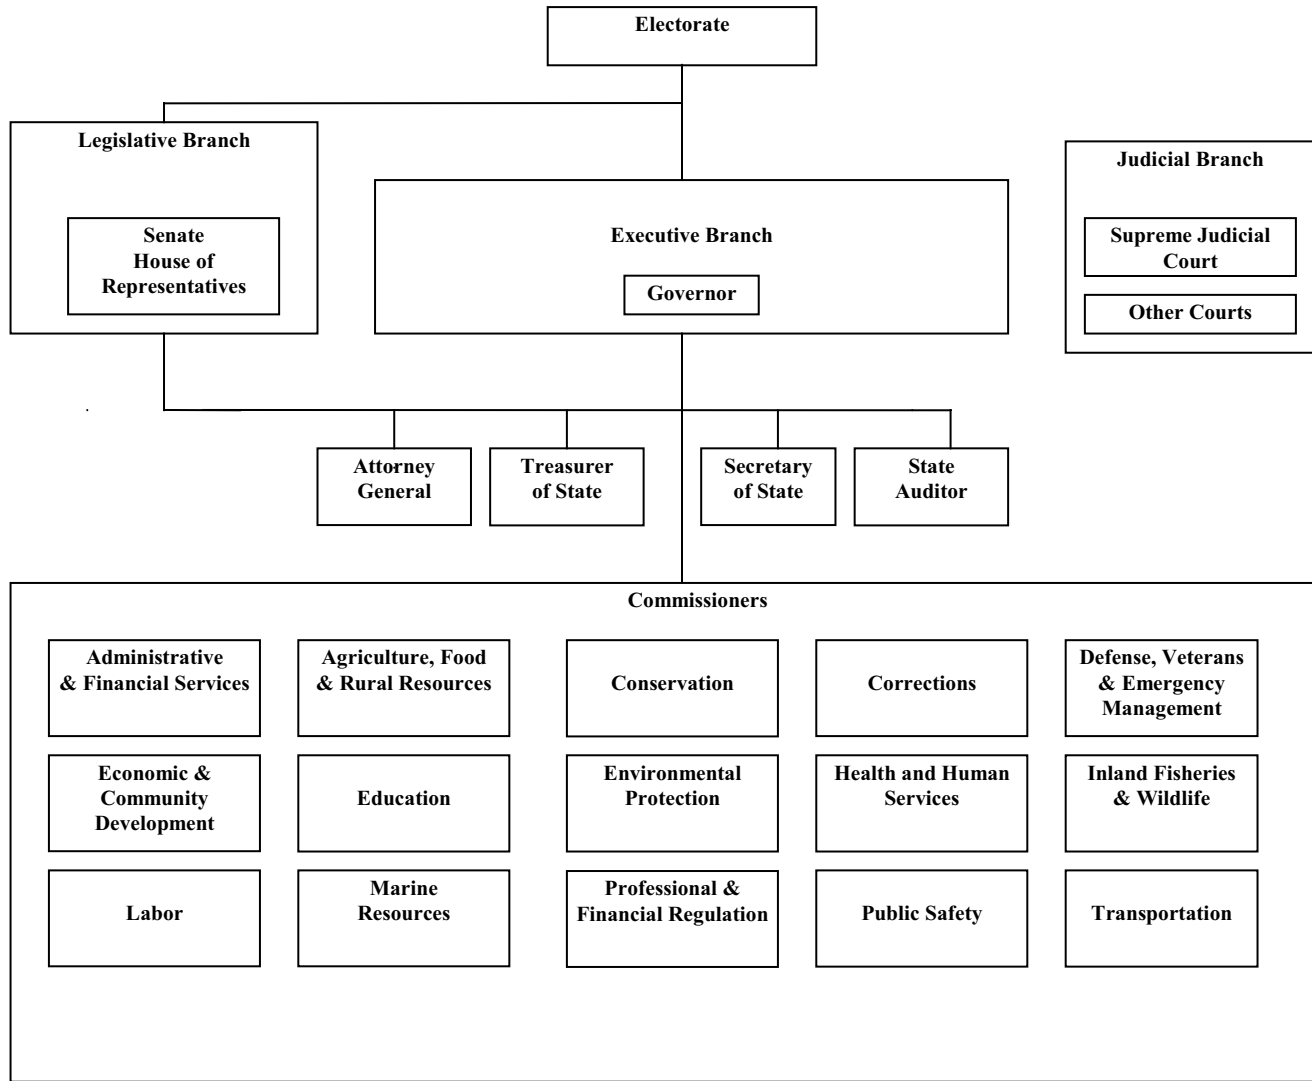 Electorate
Legislative Branch
Senate
House of
Representatives
Executive Branch
Governor
Judicial Branch
Supreme Judicial
Court
Other Courts
Attorney
General
Treasurer
of State
Secretary
of State
State
Auditor
Commissioners
Administrative
& Financial Services
Agriculture, Food
& Rural Resources
Conservation
Corrections
Defense, Veterans
& Emergency
Management
Economic &
Community
Development
Education
Environmental
Protection
Health and Human
Services
Inland Fisheries
& Wildlife
Labor
Marine
Resources
Professional &
Financial Regulation
Public Safety
Transportation